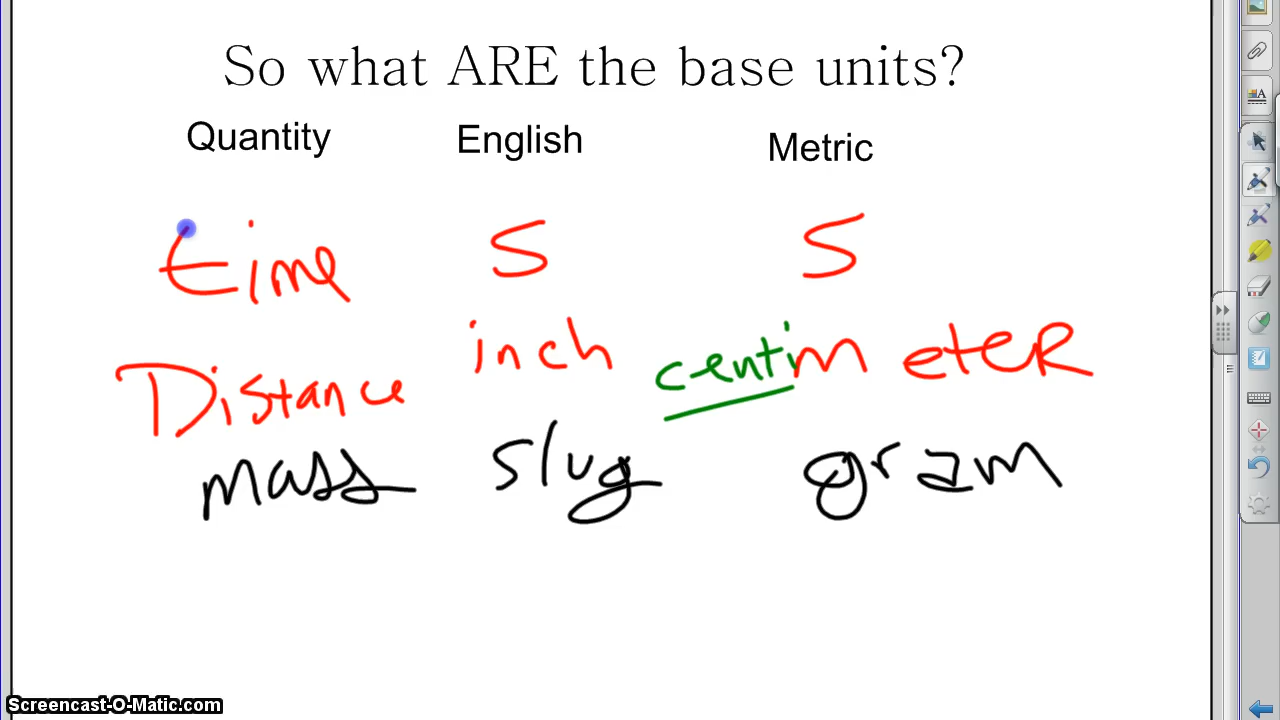 So what ARE the base units?
Quantity English Metric
time S S
Distance inch centimeter
mass slug gram
Screencast-O-Matic.com